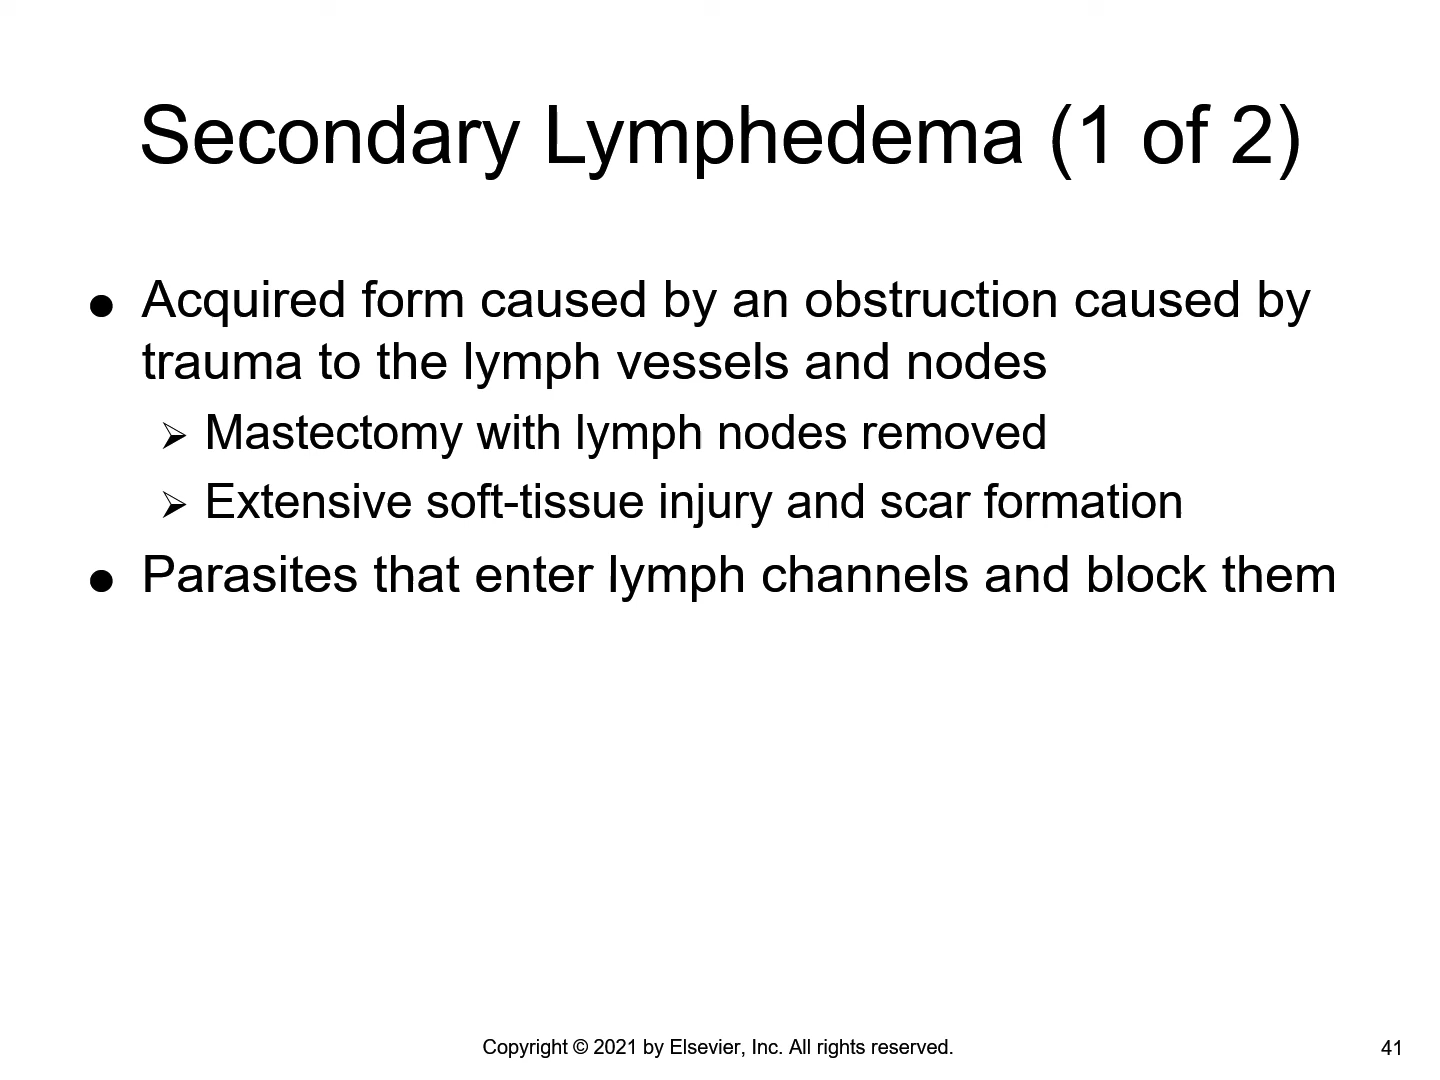 Secondary Lymphedema (1 of 2)
● Acquired form caused by an obstruction caused by
trauma to the lymph vessels and nodes
➢ Mastectomy with lymph nodes removed
➢ Extensive soft-tissue injury and scar formation
● Parasites that enter lymph channels and block them
Copyright © 2021 by Elsevier, Inc. All rights reserved.
41